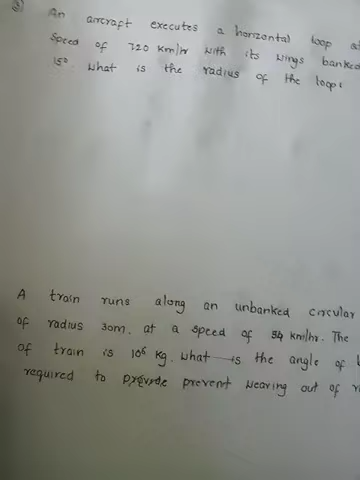 An aircraft executes a horizontal loop at
speed of 720 km/hr with its wings banked
15° what is the radius of the loop?
A train runs along an unbanked circular
of radius 30m. at a speed of 54 km/hr. The
of train is 10⁶ kg. what is the angle of
required to prevent wearing out of